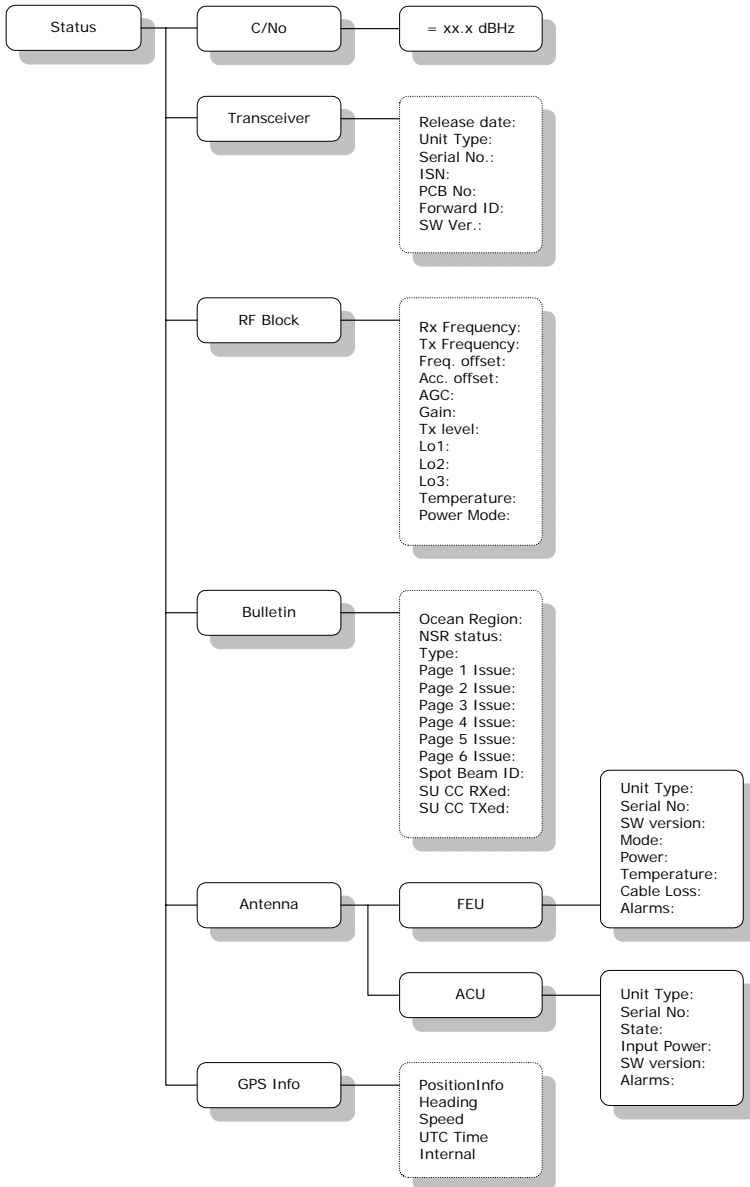 Status
C/No
= xx.x dBHz
Transceiver
Release date:
Unit Type:
Serial No.:
ISN:
PCB No:
Forward ID:
SW Ver.:
RF Block
Rx Frequency:
Tx Frequency:
Freq. offset:
Acc. offset:
AGC:
Gain:
Tx level:
Lo1:
Lo2:
Lo3:
Temperature:
Power Mode:
Bulletin
Ocean Region:
NSR status:
Type:
Page 1 Issue:
Page 2 Issue:
Page 3 Issue:
Page 4 Issue:
Page 5 Issue:
Page 6 Issue:
Spot Beam ID:
SU CC RXed:
SU CC TXed:
Antenna
FEU
Unit Type:
Serial No:
SW version:
Mode:
Power:
Temperature:
Cable Loss:
Alarms:
ACU
Unit Type:
Serial No:
State:
Input Power:
SW version:
Alarms:
GPS Info
PositionInfo
Heading
Speed
UTC Time
Internal